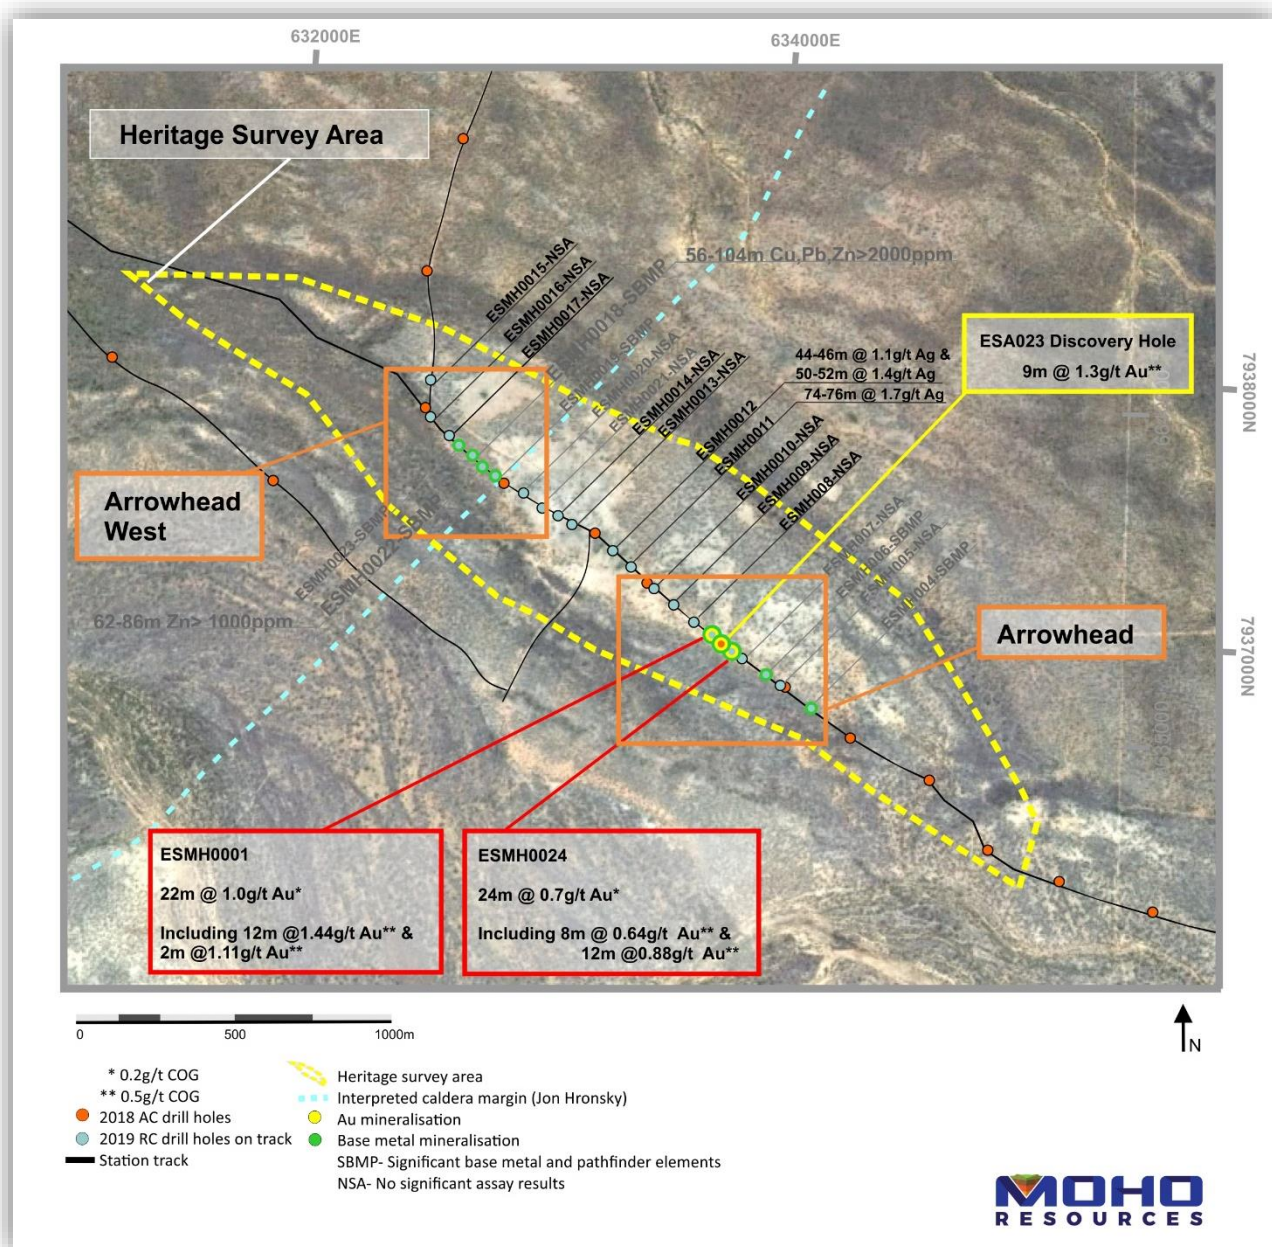 632000E
634000E
Heritage Survey Area
ESMH0015-NSA
ESMH0016-NSA
ESMH0017-NSA
56-104m Cu,Pb,Zn>2000ppm
ESMH0014-NSA
ESMH0013-NSA
ESMH0012
ESMH0011
44-46m @ 1.1g/t Ag &
50-52m @ 1.4g/t Ag
74-76m @ 1.7g/t Ag
ESMH0010-NSA
ESMH009-NSA
ESMH008-NSA
ESA023 Discovery Hole
9m @ 1.3g/t Au**
7938000N
Arrowhead
West
ESMH0023-SBMP
ESMH0022-SBMP
62-86m Zn> 1000ppm
Arrowhead
7937000N
ESMH0001
22m @ 1.0g/t Au*
Including 12m @1.44g/t Au** &
2m @1.11g/t Au**
ESMH0024
24m @ 0.7g/t Au*
Including 8m @ 0.64g/t Au** &
12m @0.88g/t Au**
0 500 1000m
N
* 0.2g/t COG
** 0.5g/t COG
2018 AC drill holes
2019 RC drill holes on track
Station track
Heritage survey area
Interpreted caldera margin (Jon Hronsky)
Au mineralisation
Base metal mineralisation
SBMP- Significant base metal and pathfinder elements
NSA- No significant assay results
MOHO
RESOURCES